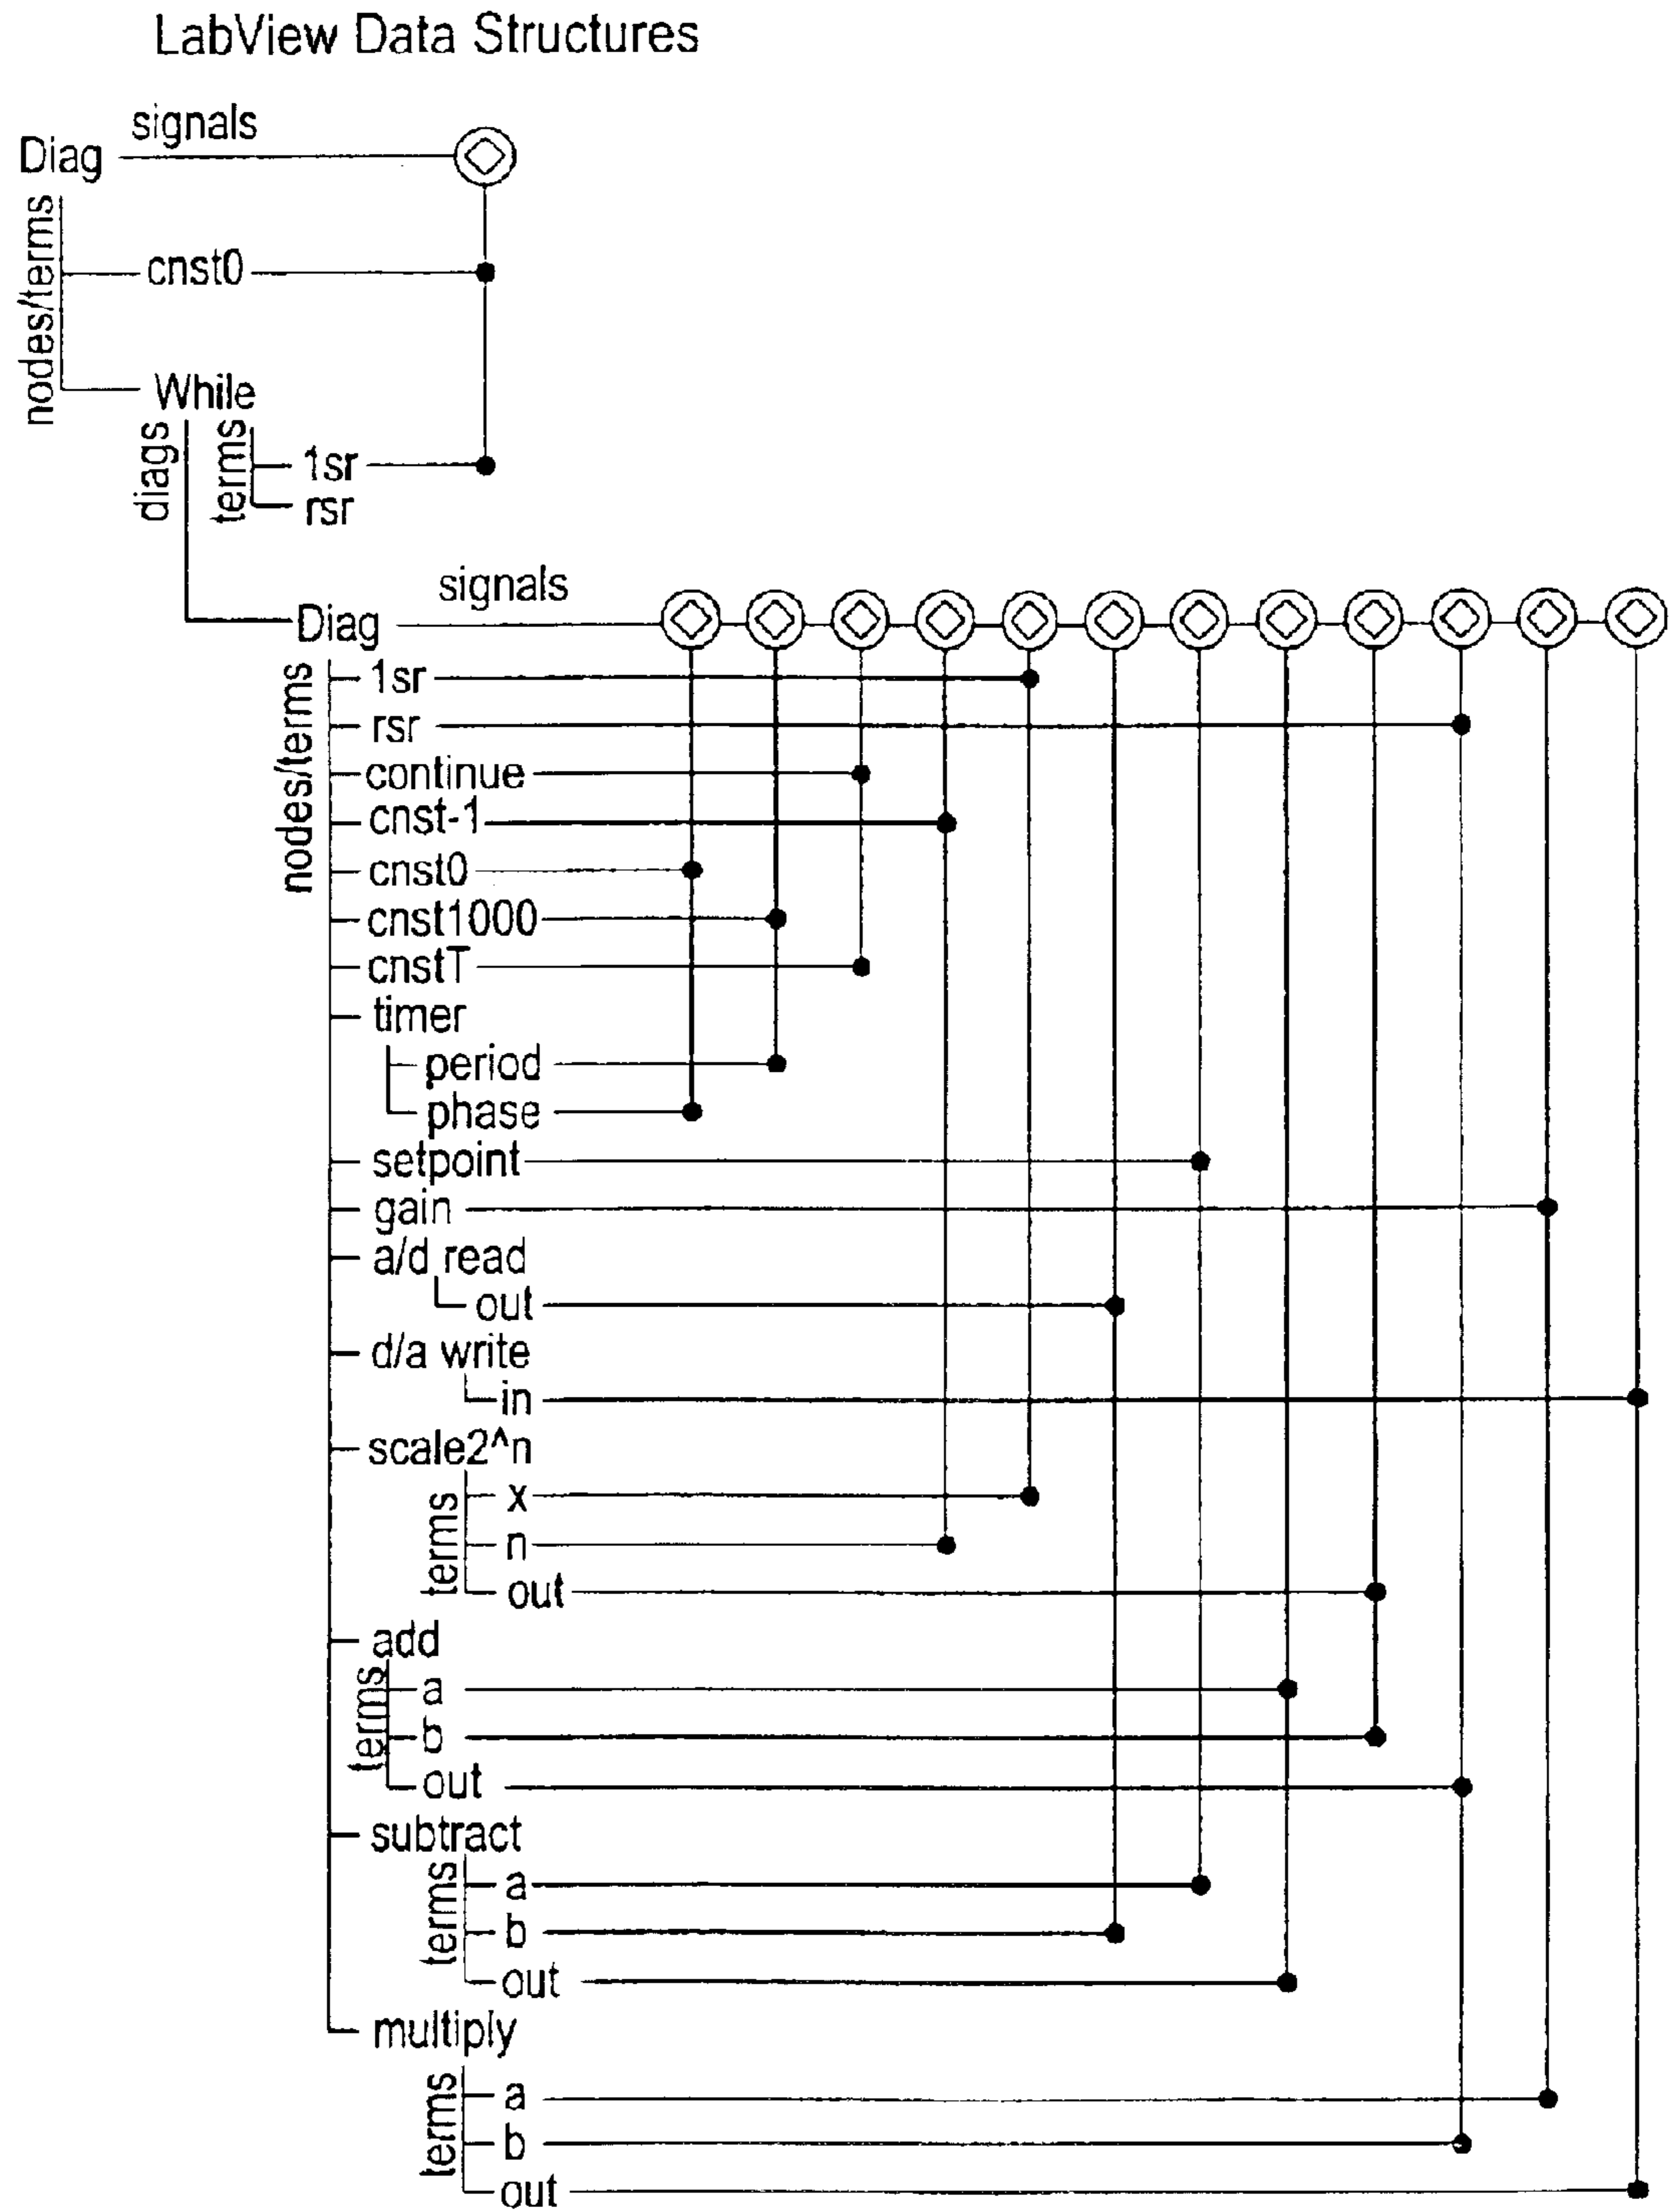 LabView Data Structures
signals
Diag
nodes/terms
cnst0
While
diags
terms
1sr
rsr
signals
Diag
nodes/terms
1sr
rsr
continue
cnst-1
cnst0
cnst1000
cnstT
timer
period
phase
setpoint
gain
a/d read
out
d/a write
in
scale2^n
terms
x
n
out
add
terms
a
b
out
subtract
terms
a
b
out
multiply
terms
a
b
out